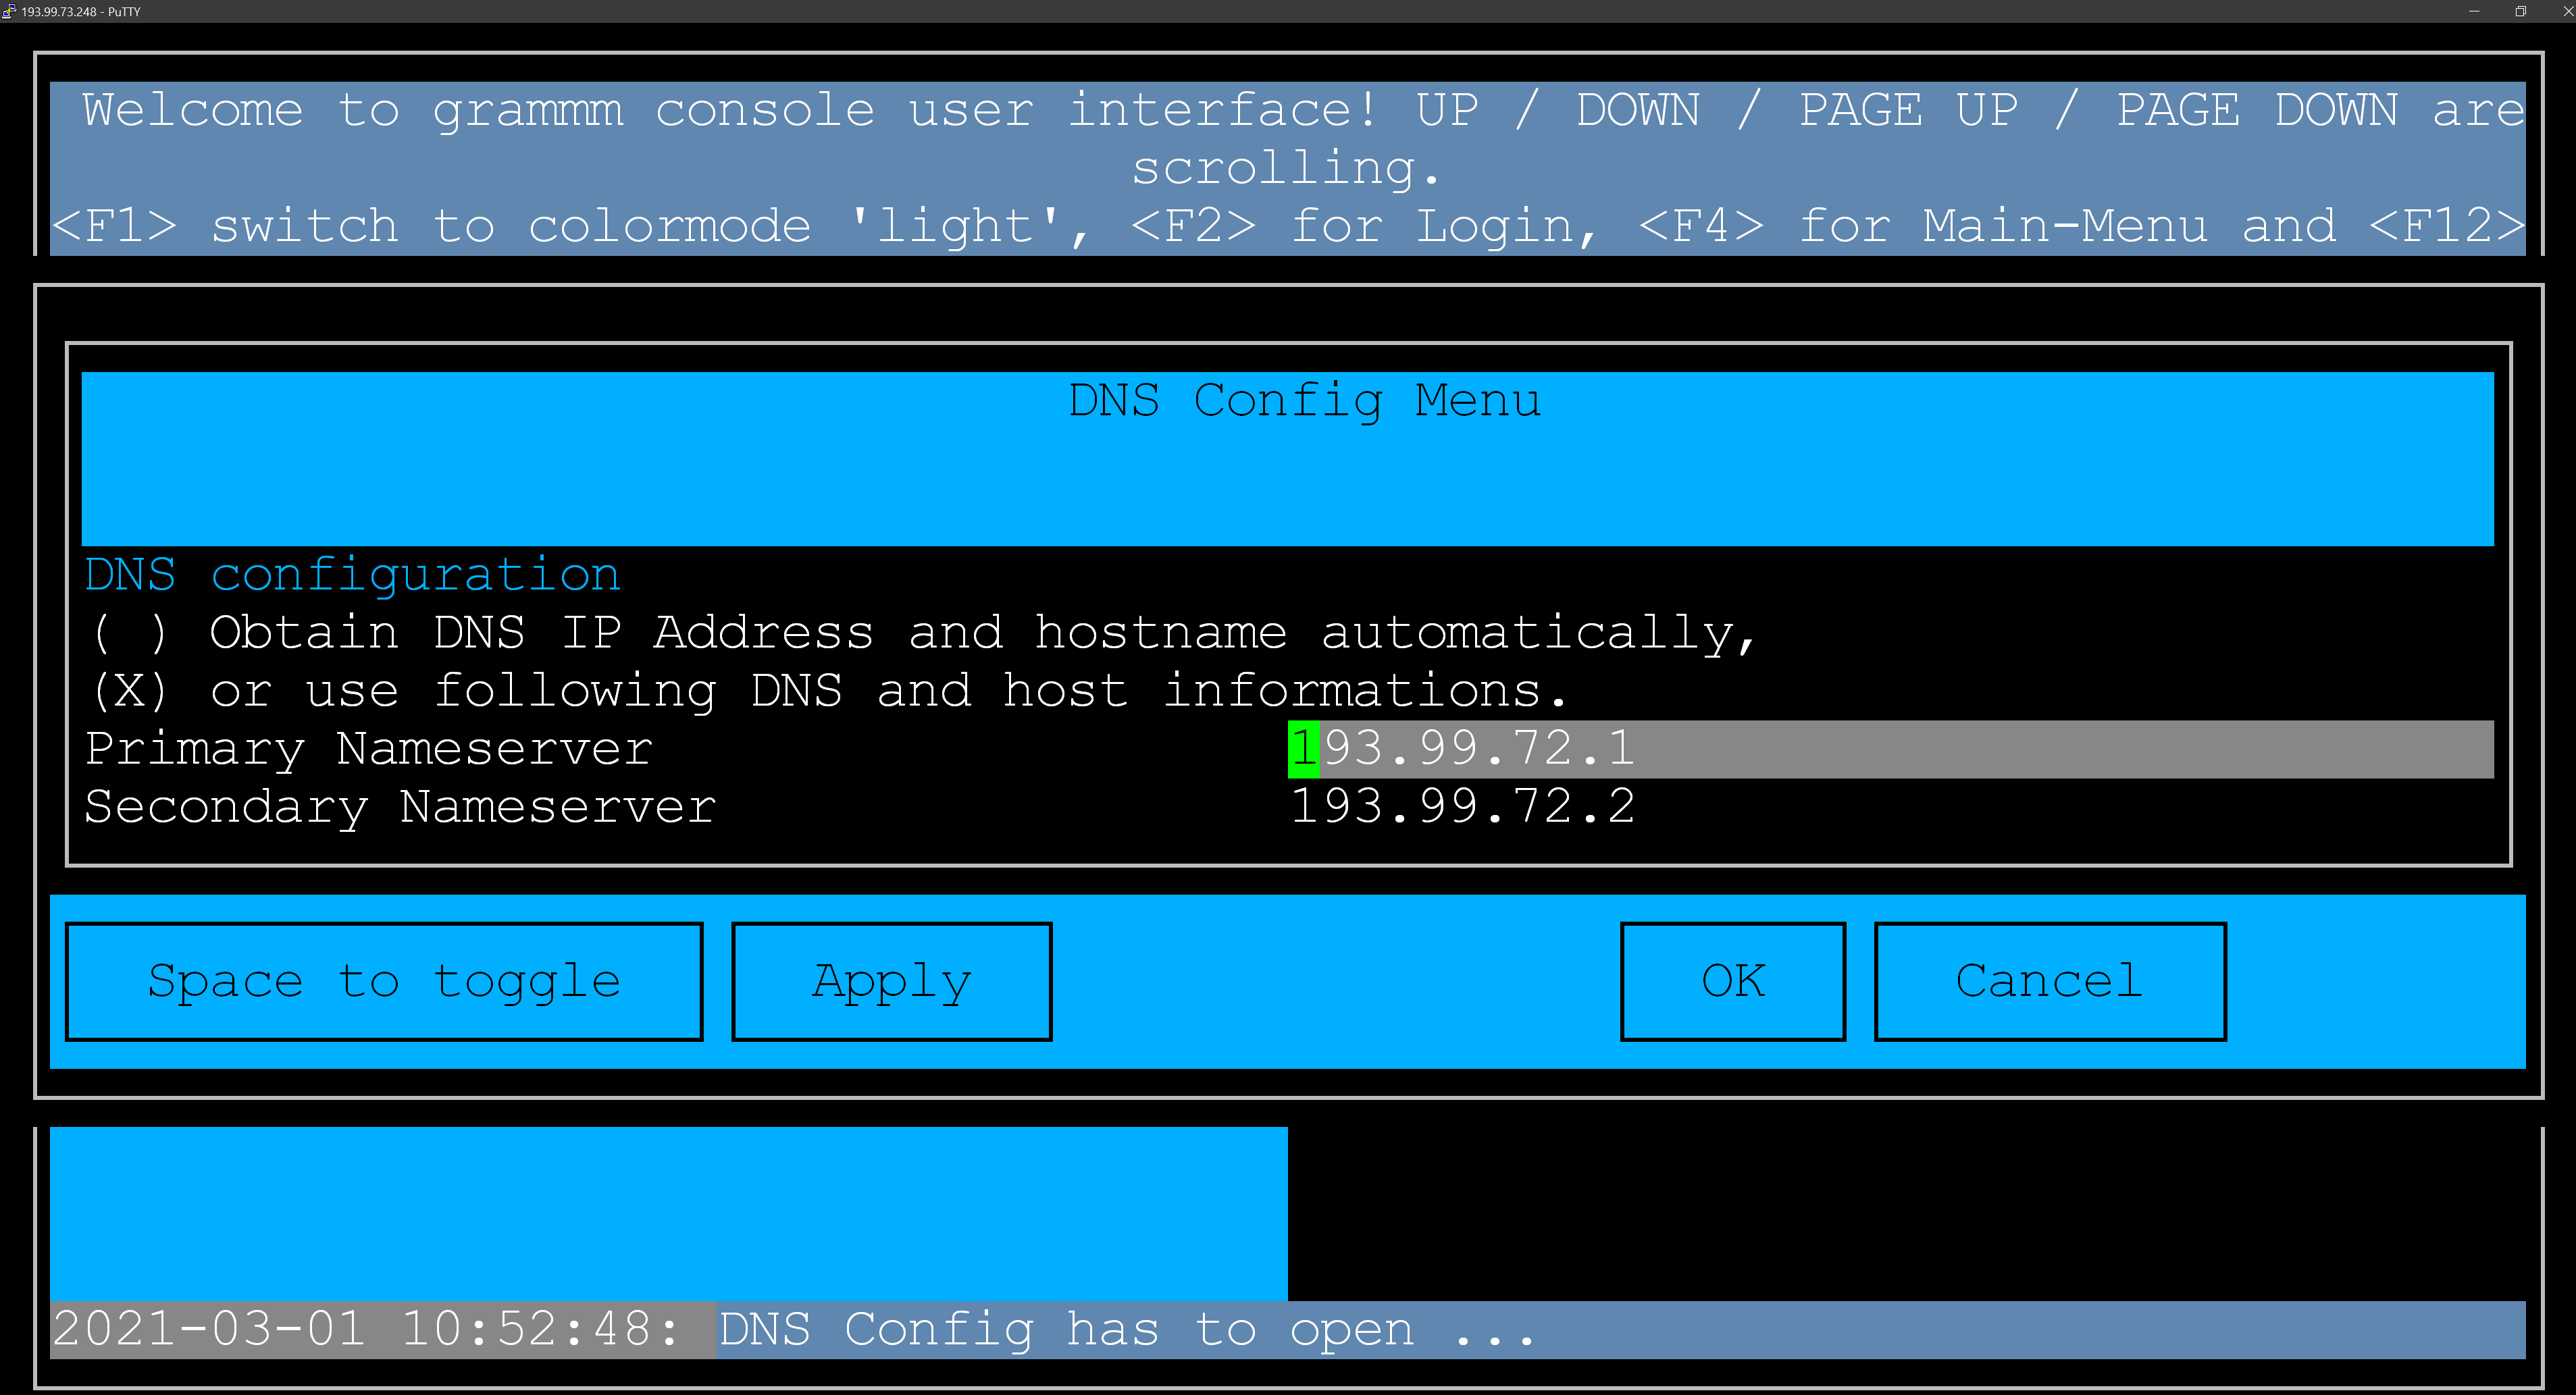 193.99.73.248 - PuTTY
Welcome to grammm console user interface! UP / DOWN / PAGE UP / PAGE DOWN are
scrolling.
<F1> switch to colormode 'light', <F2> for Login, <F4> for Main-Menu and <F12>
DNS Config Menu
DNS configuration
( ) Obtain DNS IP Address and hostname automatically,
(X) or use following DNS and host informations.
Primary Nameserver 193.99.72.1
Secondary Nameserver 193.99.72.2
Space to toggle Apply OK Cancel
2021-03-01 10:52:48: DNS Config has to open ...